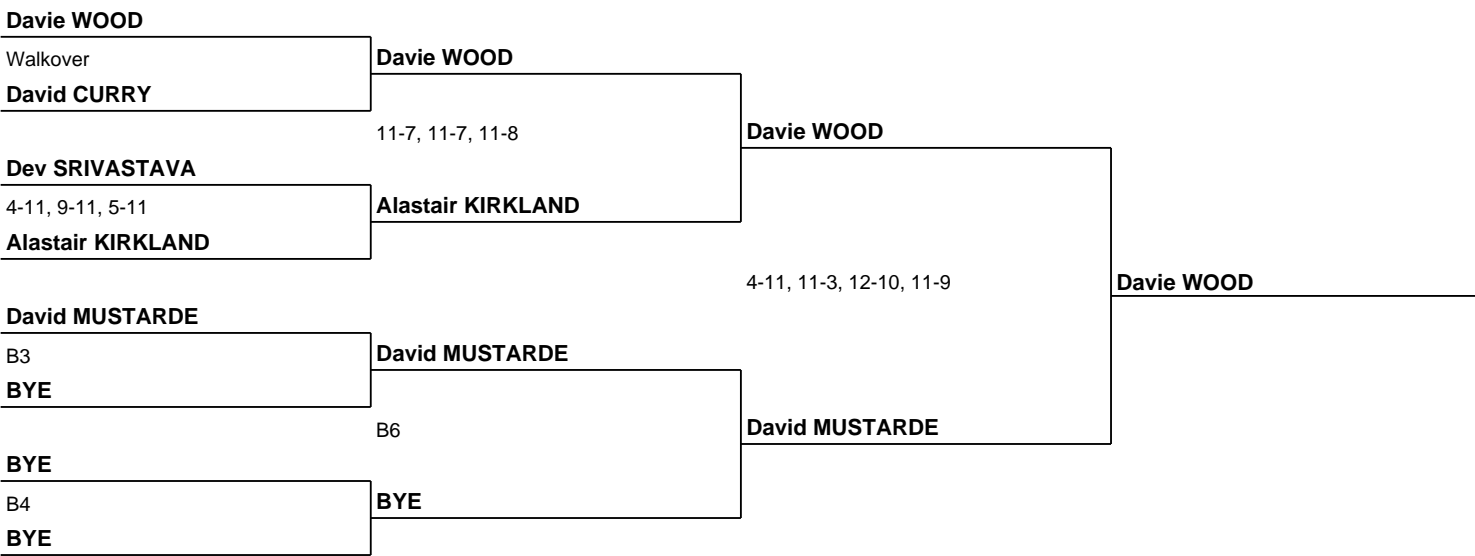 Davie WOOD
Walkover
David CURRY
Davie WOOD
11-7, 11-7, 11-8
Dev SRIVASTAVA
4-11, 9-11, 5-11
Alastair KIRKLAND
Alastair KIRKLAND
Davie WOOD
4-11, 11-3, 12-10, 11-9
Davie WOOD
David MUSTARDE
B3
BYE
David MUSTARDE
B6
David MUSTARDE
BYE
B4
BYE
BYE